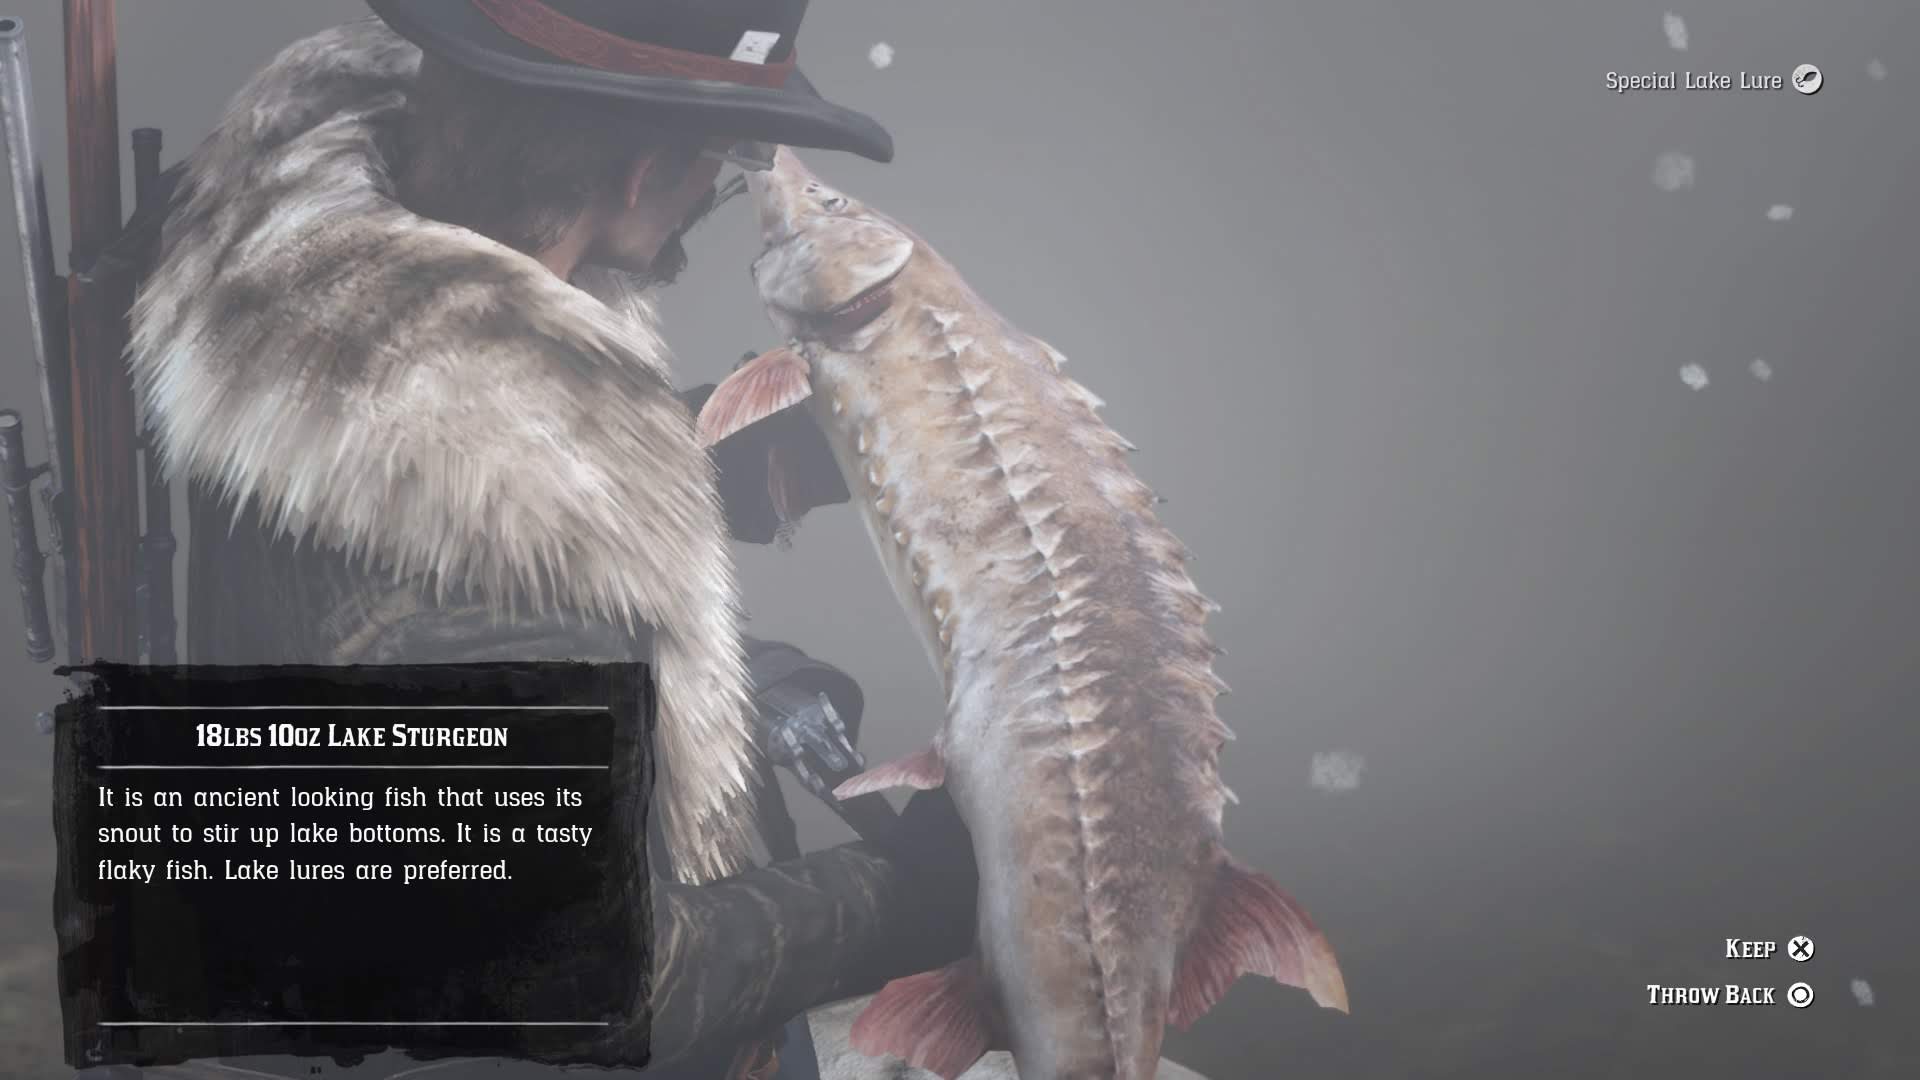 Special Lake Lure
18LBS 10OZ LAKE STURGEON
It is an ancient looking fish that uses its
snout to stir up lake bottoms. It is a tasty
flaky fish. Lake lures are preferred.
KEEP
THROW BACK